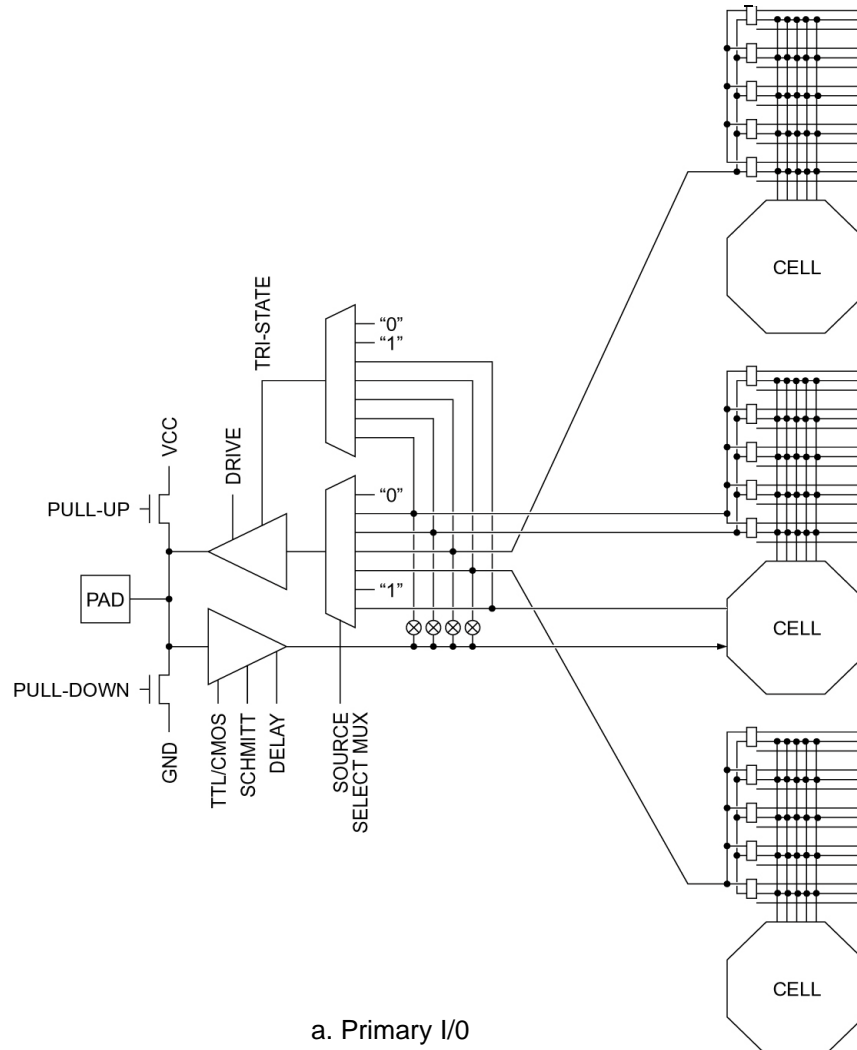 CELL
TRI-STATE
“0”
“1”
VCC
DRIVE
PULL-UP
“0”
PAD
“1”
CELL
PULL-DOWN
GND
TTL/CMOS
SCHMITT
DELAY
SOURCE
SELECT MUX
CELL
a. Primary I/0